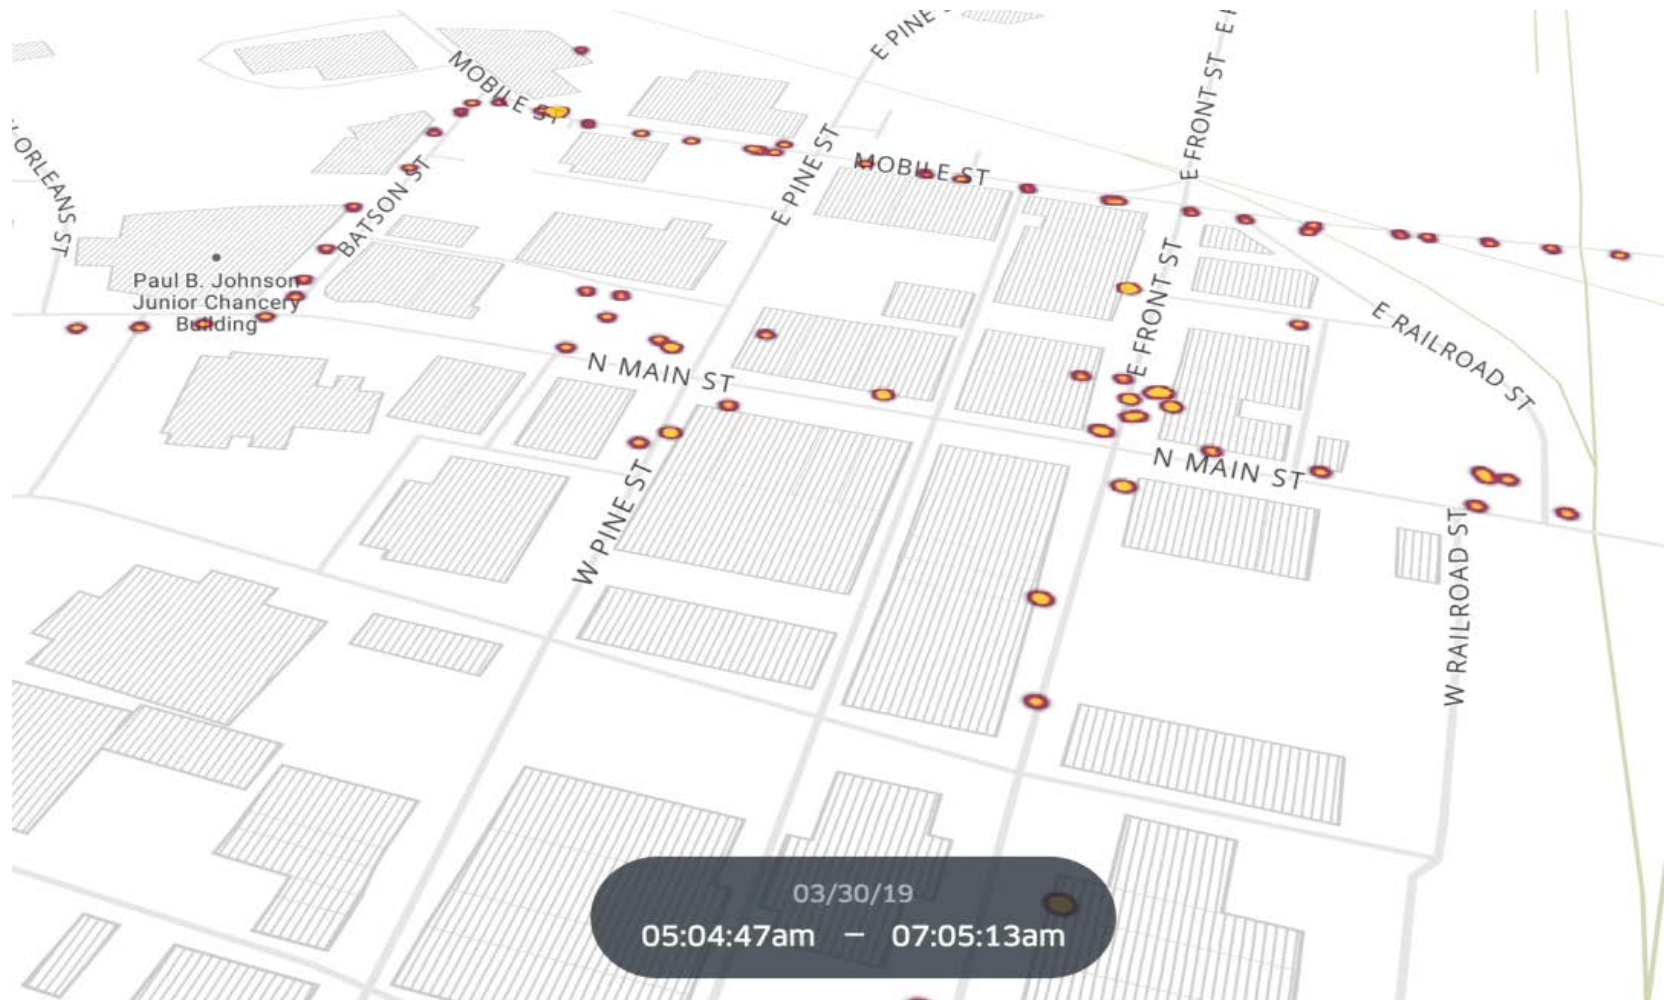 E PINE
E FRONT ST
MOBILE ST
E PINE ST
MOBILE ST
ORLEANS ST
BATSON ST
E FRONT ST
Paul B. Johnson
Junior Chancery
Building
E RAILROAD ST
N MAIN ST
N MAIN ST
W PINE ST
W RAILROAD ST
03/30/19
05:04:47am – 07:05:13am